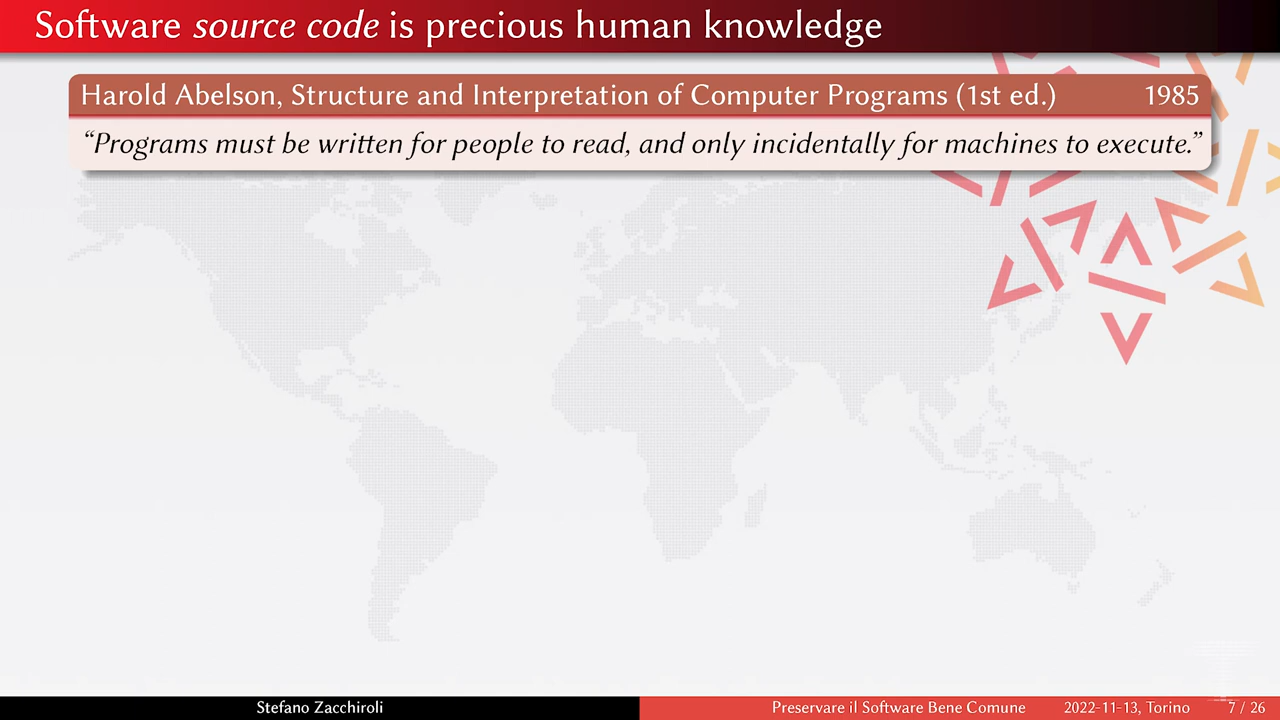 Software source code is precious human knowledge
Harold Abelson, Structure and Interpretation of Computer Programs (1st ed.) 1985
“Programs must be written for people to read, and only incidentally for machines to execute.”
Stefano Zacchiroli Preservare il Software Bene Comune 2022-11-13, Torino 7 / 26